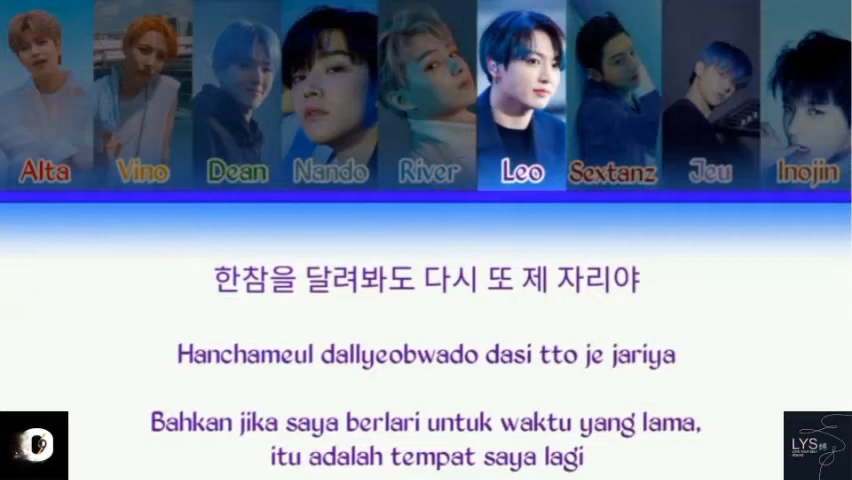 Alta Vino Dean Nando River Leo Sextanz Jeu Inojin
한참을 달려봐도 다시 또 제 자리야
Hanchameul dallyeobwado dasi tto je jariya
Bahkan jika saya berlari untuk waktu yang lama,
itu adalah tempat saya lagi
LYS